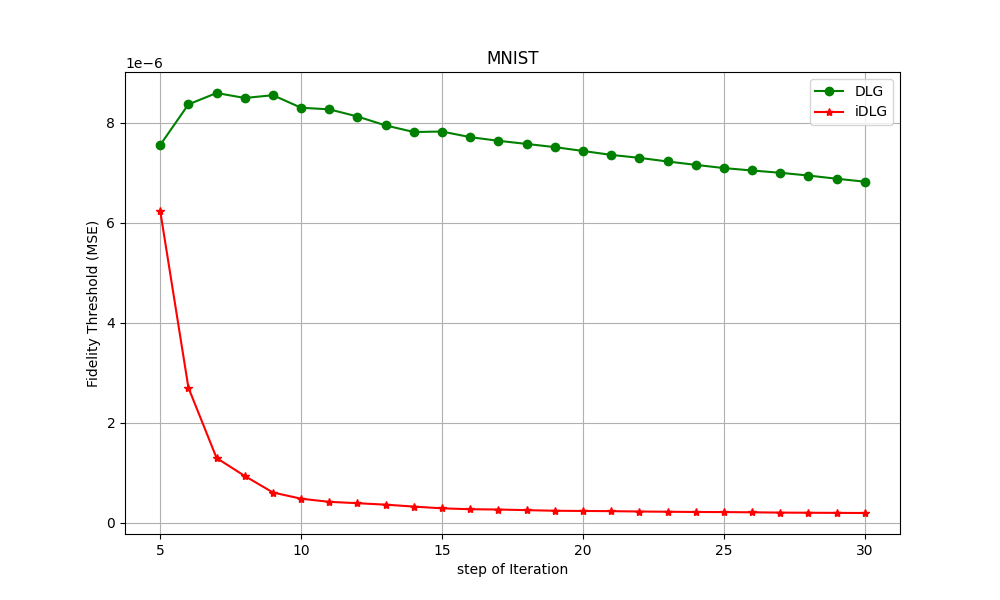 MNIST
1e−6
DLG
iDLG
8
6
4
2
0
Fidelity Threshold (MSE)
5 10 15 20 25 30
step of Iteration